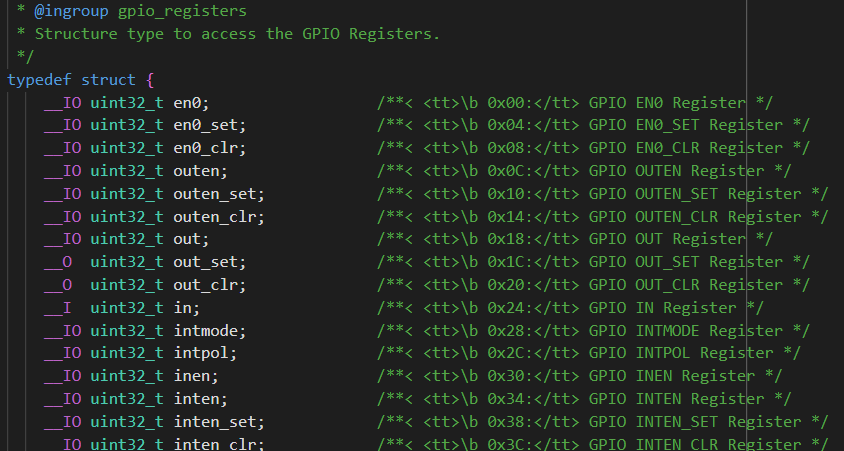 * @ingroup gpio_registers
* Structure type to access the GPIO Registers.
*/
typedef struct {
__IO uint32_t en0; /**< <tt>\b 0x00:</tt> GPIO EN0 Register */
__IO uint32_t en0_set; /**< <tt>\b 0x04:</tt> GPIO EN0_SET Register */
__IO uint32_t en0_clr; /**< <tt>\b 0x08:</tt> GPIO EN0_CLR Register */
__IO uint32_t outen; /**< <tt>\b 0x0C:</tt> GPIO OUTEN Register */
__IO uint32_t outen_set; /**< <tt>\b 0x10:</tt> GPIO OUTEN_SET Register */
__IO uint32_t outen_clr; /**< <tt>\b 0x14:</tt> GPIO OUTEN_CLR Register */
__IO uint32_t out; /**< <tt>\b 0x18:</tt> GPIO OUT Register */
__O uint32_t out_set; /**< <tt>\b 0x1C:</tt> GPIO OUT_SET Register */
__O uint32_t out_clr; /**< <tt>\b 0x20:</tt> GPIO OUT_CLR Register */
__I uint32_t in; /**< <tt>\b 0x24:</tt> GPIO IN Register */
__IO uint32_t intmode; /**< <tt>\b 0x28:</tt> GPIO INTMODE Register */
__IO uint32_t intpol; /**< <tt>\b 0x2C:</tt> GPIO INTPOL Register */
__IO uint32_t inen; /**< <tt>\b 0x30:</tt> GPIO INEN Register */
__IO uint32_t inten; /**< <tt>\b 0x34:</tt> GPIO INTEN Register */
__IO uint32_t inten_set; /**< <tt>\b 0x38:</tt> GPIO INTEN_SET Register */
__IO uint32_t inten_clr; /**< <tt>\b 0x3C:</tt> GPIO INTEN_CLR Register */